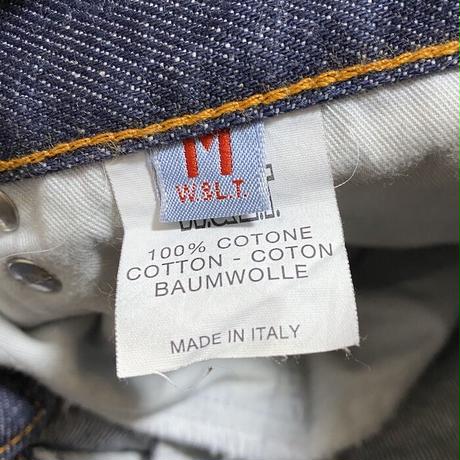 M
W.&L.T.
100% COTONE
COTTON - COTON
BAUMWOLLE
MADE IN ITALY